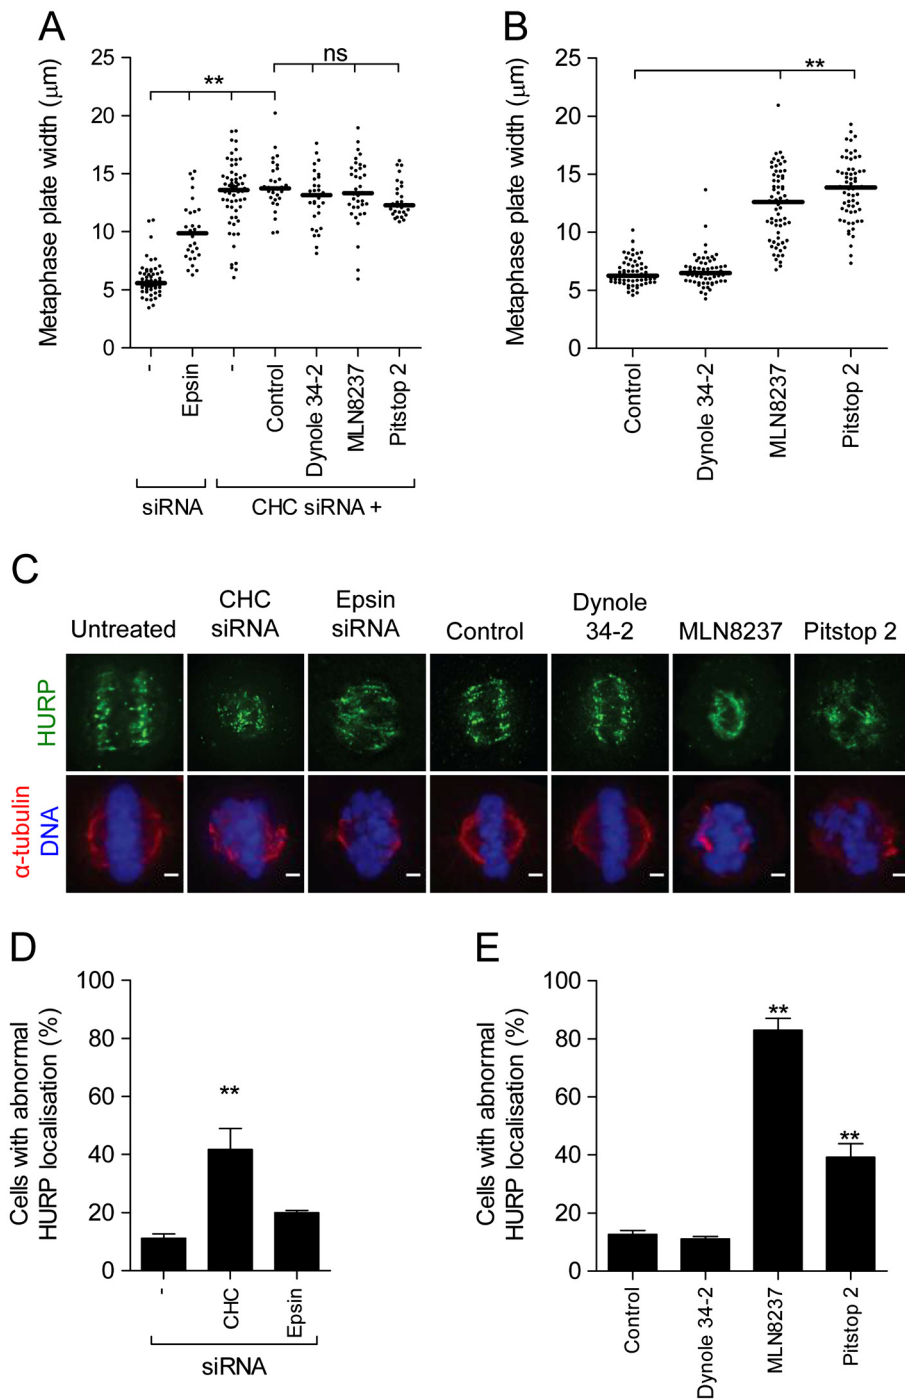 A
Metaphase plate width (μm)
25
20
15
10
5
0
**
ns
-
Epsin
-
Control
Dynole 34-2
MLN8237
Pitstop 2
siRNA
CHC siRNA +
B
Metaphase plate width (μm)
25
20
15
10
5
0
**
Control
Dynole 34-2
MLN8237
Pitstop 2
C
Untreated
CHC
siRNA
Epsin
siRNA
Control
Dynole
34-2
MLN8237
Pitstop 2
HURP
α-tubulin
DNA
D
Cells with abnormal
HURP localisation (%)
100
80
60
40
20
0
**
-
CHC
Epsin
siRNA
E
Cells with abnormal
HURP localisation (%)
100
80
60
40
20
0
**
**
Control
Dynole 34-2
MLN8237
Pitstop 2